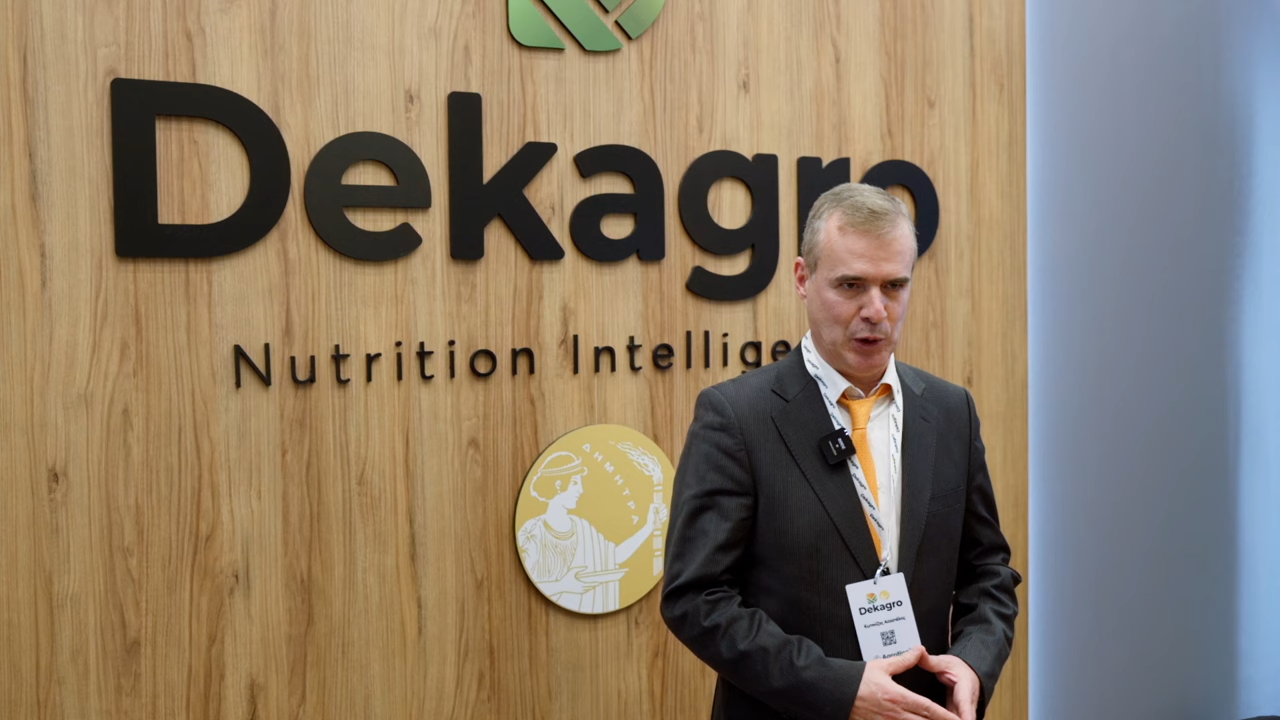 Dekagro
Nutrition Intellige
ΔΗΜΗΤΡΑ
Dekagro